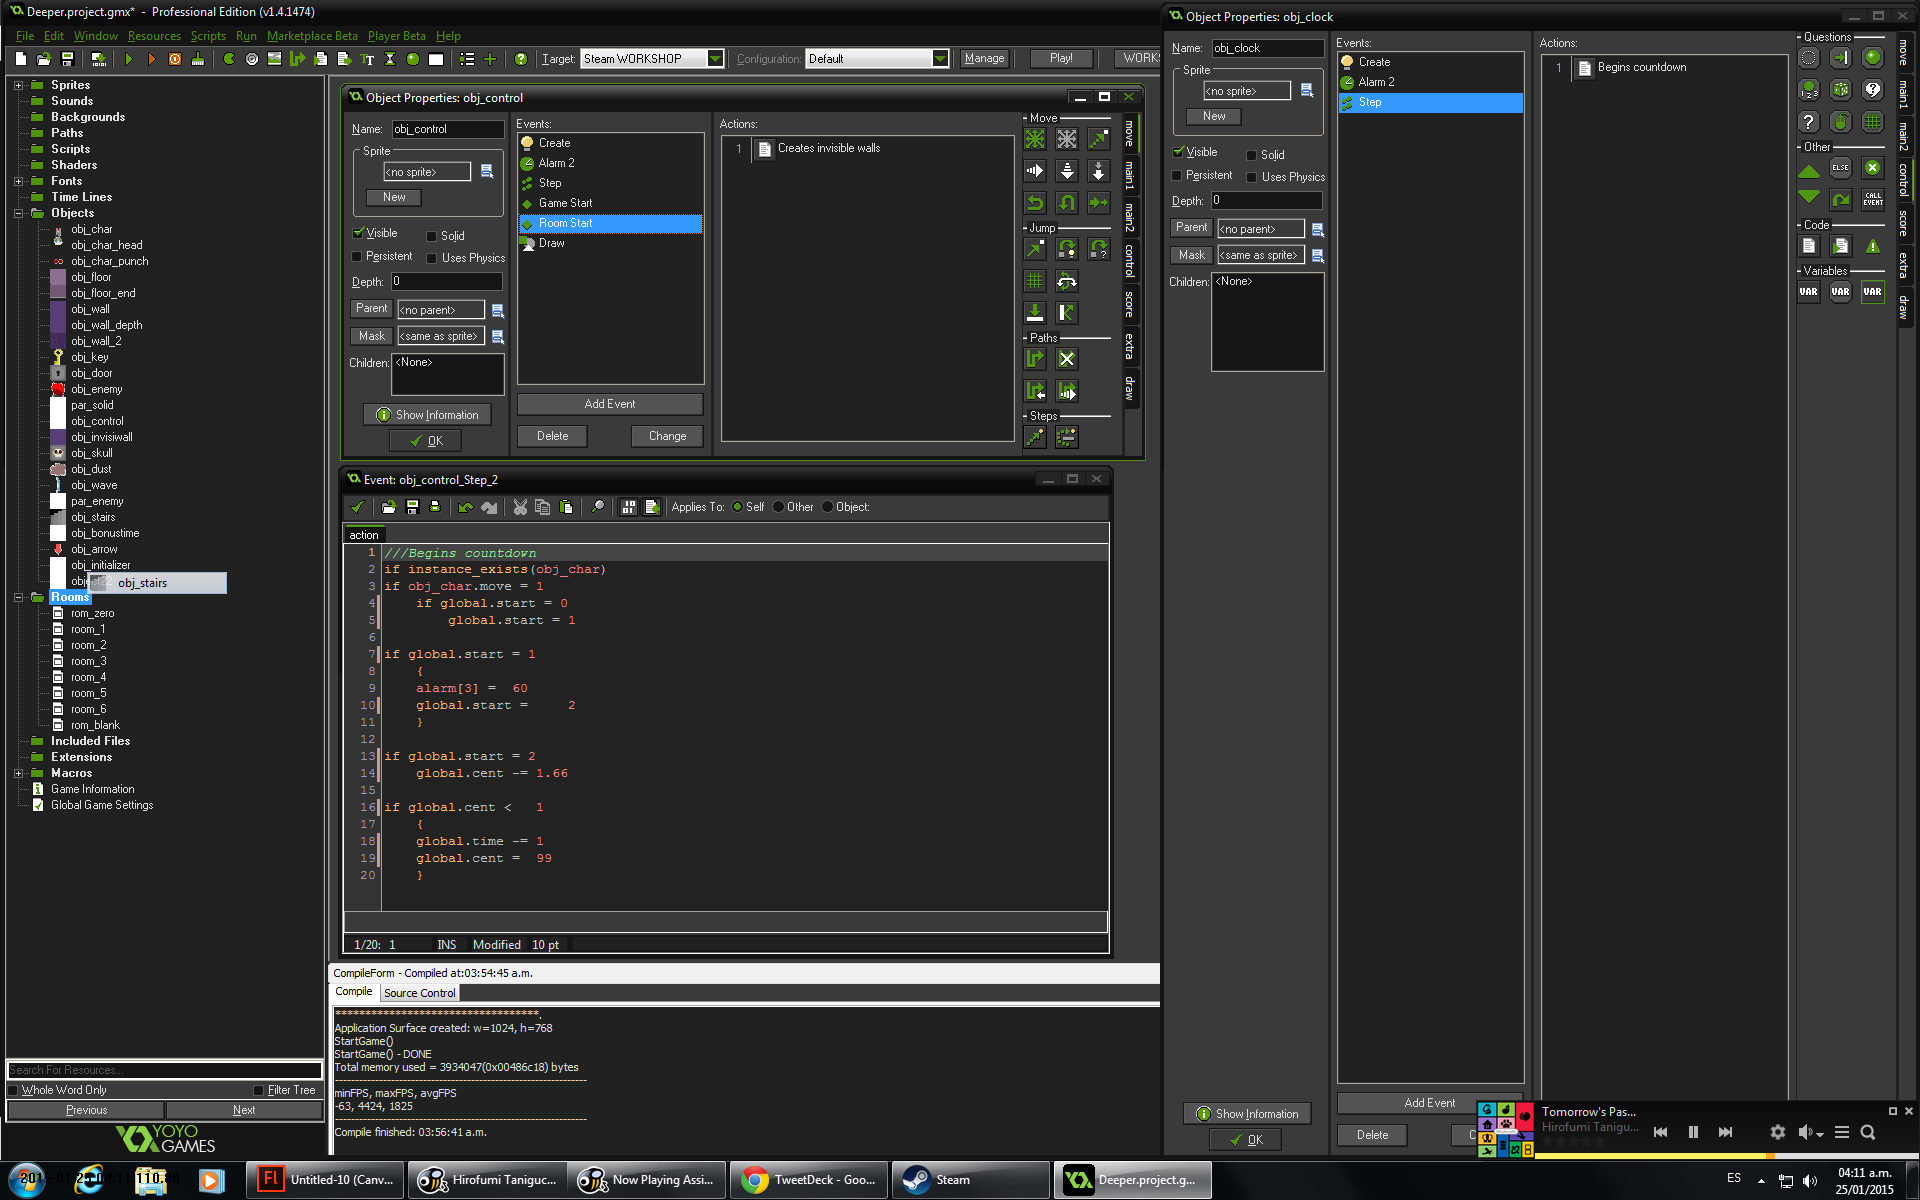 Deeper.project.gmx* - Professional Edition (v1.4.1474)
File Edit Window Resources Scripts Run Marketplace Beta Player Beta Help
Target: Steam WORKSHOP Configuration: Default Manage Play! WORKS
Sprites
Sounds
Backgrounds
Paths
Scripts
Shaders
Fonts
Time Lines
Objects
obj_char
obj_char_head
obj_char_punch
obj_floor
obj_floor_end
obj_wall
obj_wall_depth
obj_wall_2
obj_key
obj_door
obj_enemy
par_solid
obj_control
obj_invisiwall
obj_skull
obj_dust
obj_wave
par_enemy
obj_stairs
obj_bonustime
obj_arrow
obj_initializer
obj_stairs
Rooms
rom_zero
room_1
room_2
room_3
room_4
room_5
room_6
rom_blank
Included Files
Extensions
Macros
Game Information
Global Game Settings
Search For Resources...
Whole Word Only Filter Tree
Previous Next
YOYO GAMES
Object Properties: obj_control
Name: obj_control
Sprite
<no sprite>
New
Visible Solid
Persistent Uses Physics
Depth: 0
Parent <no parent>
Mask <same as sprite>
Children: <None>
Show Information
OK
Events:
Create
Alarm 2
Step
Game Start
Room Start
Draw
Add Event
Delete Change
Actions:
1 Creates invisible walls
Move
Jump
Paths
Steps
move
main1
main2
control
score
extra
draw
Event: obj_control_Step_2
Applies To: Self Other Object:
action
1 ///Begins countdown
2 if instance_exists(obj_char)
3 if obj_char.move = 1
4 if global.start = 0
5 global.start = 1
6
7 if global.start = 1
8 {
9 alarm[3] = 60
10 global.start = 2
11 }
12
13 if global.start = 2
14 global.cent -= 1.66
15
16 if global.cent < 1
17 {
18 global.time -= 1
19 global.cent = 99
20 }
1/20: 1 INS Modified 10 pt
CompileForm - Compiled at:03:54:45 a.m.
Compile Source Control
Application Surface created: w=1024, h=768
StartGame()
StartGame() - DONE
Total memory used = 3934047(0x00486c18) bytes
minFPS, maxFPS, avgFPS
-63, 4424, 1825
Compile finished: 03:56:41 a.m.
Object Properties: obj_clock
Name: obj_clock
Sprite
<no sprite>
New
Visible Solid
Persistent Uses Physics
Depth: 0
Parent <no parent>
Mask <same as sprite>
Children: <None>
Show Information
OK
Events:
Create
Alarm 2
Step
Add Event
Delete
Actions:
1 Begins countdown
Questions
Other
ELSE
CALL EVENT
Code
Variables
VAR VAR VAR
move
main1
main2
control
score
extra
draw
Tomorrow's Pas...
Hirofumi Tanigu...
Untitled-10 (Canv...
Hirofumi Taniguc...
Now Playing Assi...
TweetDeck - Goo...
Steam
Deeper.project.g...
ES
04:11 a.m.
25/01/2015